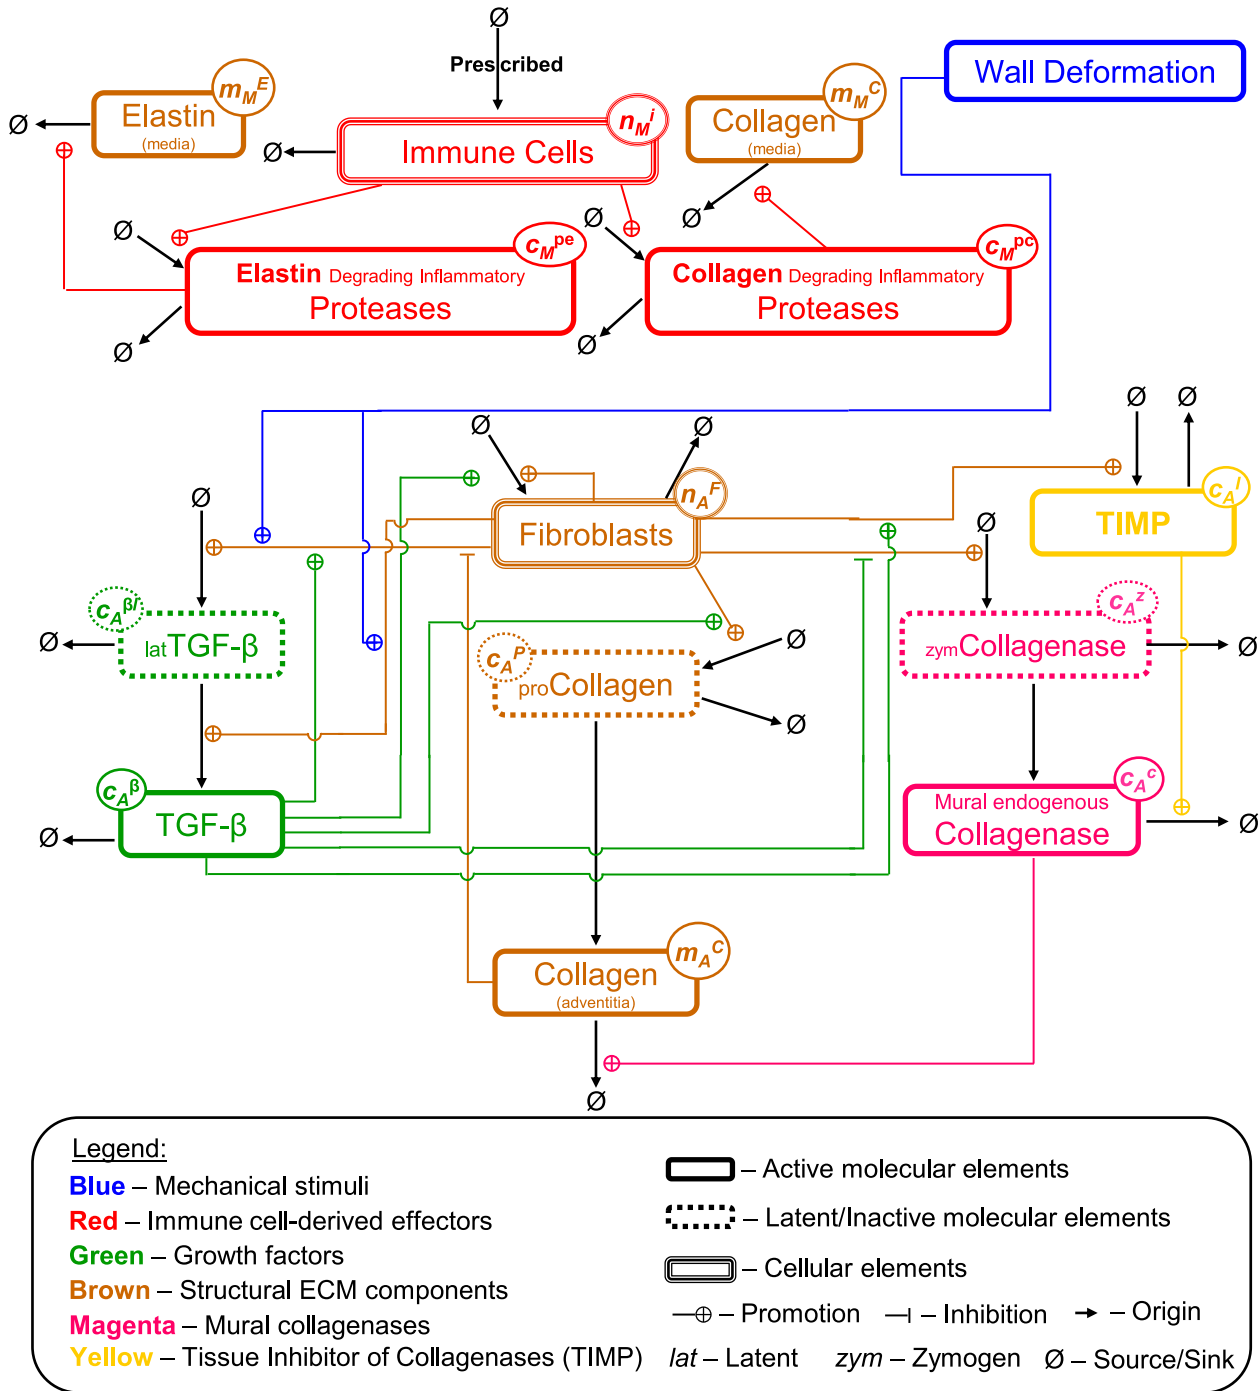 Ø
Prescribed
Wall Deformation
m_M^E
Elastin
(media)
Ø
n_M^i
Immune Cells
Ø
m_M^C
Collagen
(media)
Ø
Ø
c_M^pe
Elastin Degrading Inflammatory
Proteases
Ø
Ø
c_M^pc
Collagen Degrading Inflammatory
Proteases
Ø
Ø
Ø
Ø
Ø
Ø
n_A^F
Fibroblasts
c_A^I
TIMP
Ø
Ø
c_A^βl
latTGF-β
Ø
c_A^P
proCollagen
Ø
Ø
c_A^z
zymCollagenase
Ø
c_A^β
TGF-β
Ø
c_A^c
Mural endogenous
Collagenase
Ø
m_A^C
Collagen
(adventitia)
Ø
Legend:
Blue – Mechanical stimuli
Red – Immune cell-derived effectors
Green – Growth factors
Brown – Structural ECM components
Magenta – Mural collagenases
Yellow – Tissue Inhibitor of Collagenases (TIMP)
– Active molecular elements
– Latent/Inactive molecular elements
– Cellular elements
– Promotion – Inhibition – Origin
lat – Latent zym – Zymogen Ø – Source/Sink